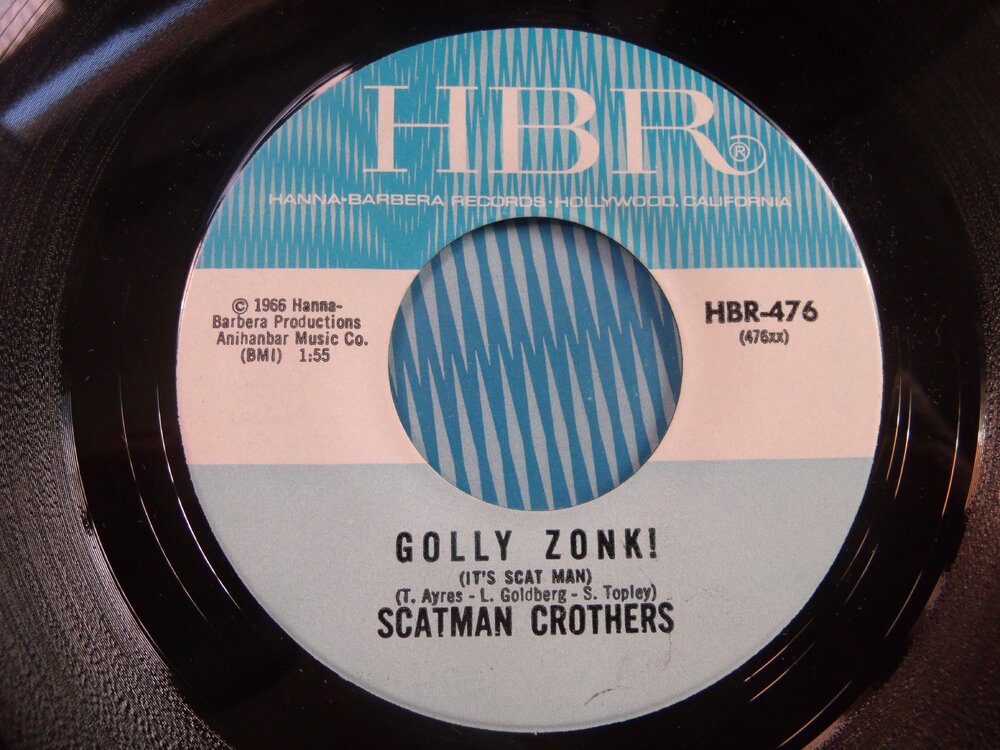 HBR®
HANNA-BARBERA RECORDS · HOLLYWOOD, CALIFORNIA
© 1966 Hanna-
Barbera Productions
Anihanbar Music Co.
(BMI) 1:55
HBR-476
(476xx)
GOLLY ZONK!
(IT'S SCAT MAN)
(T. Ayres - L. Goldberg - S. Topley)
SCATMAN CROTHERS